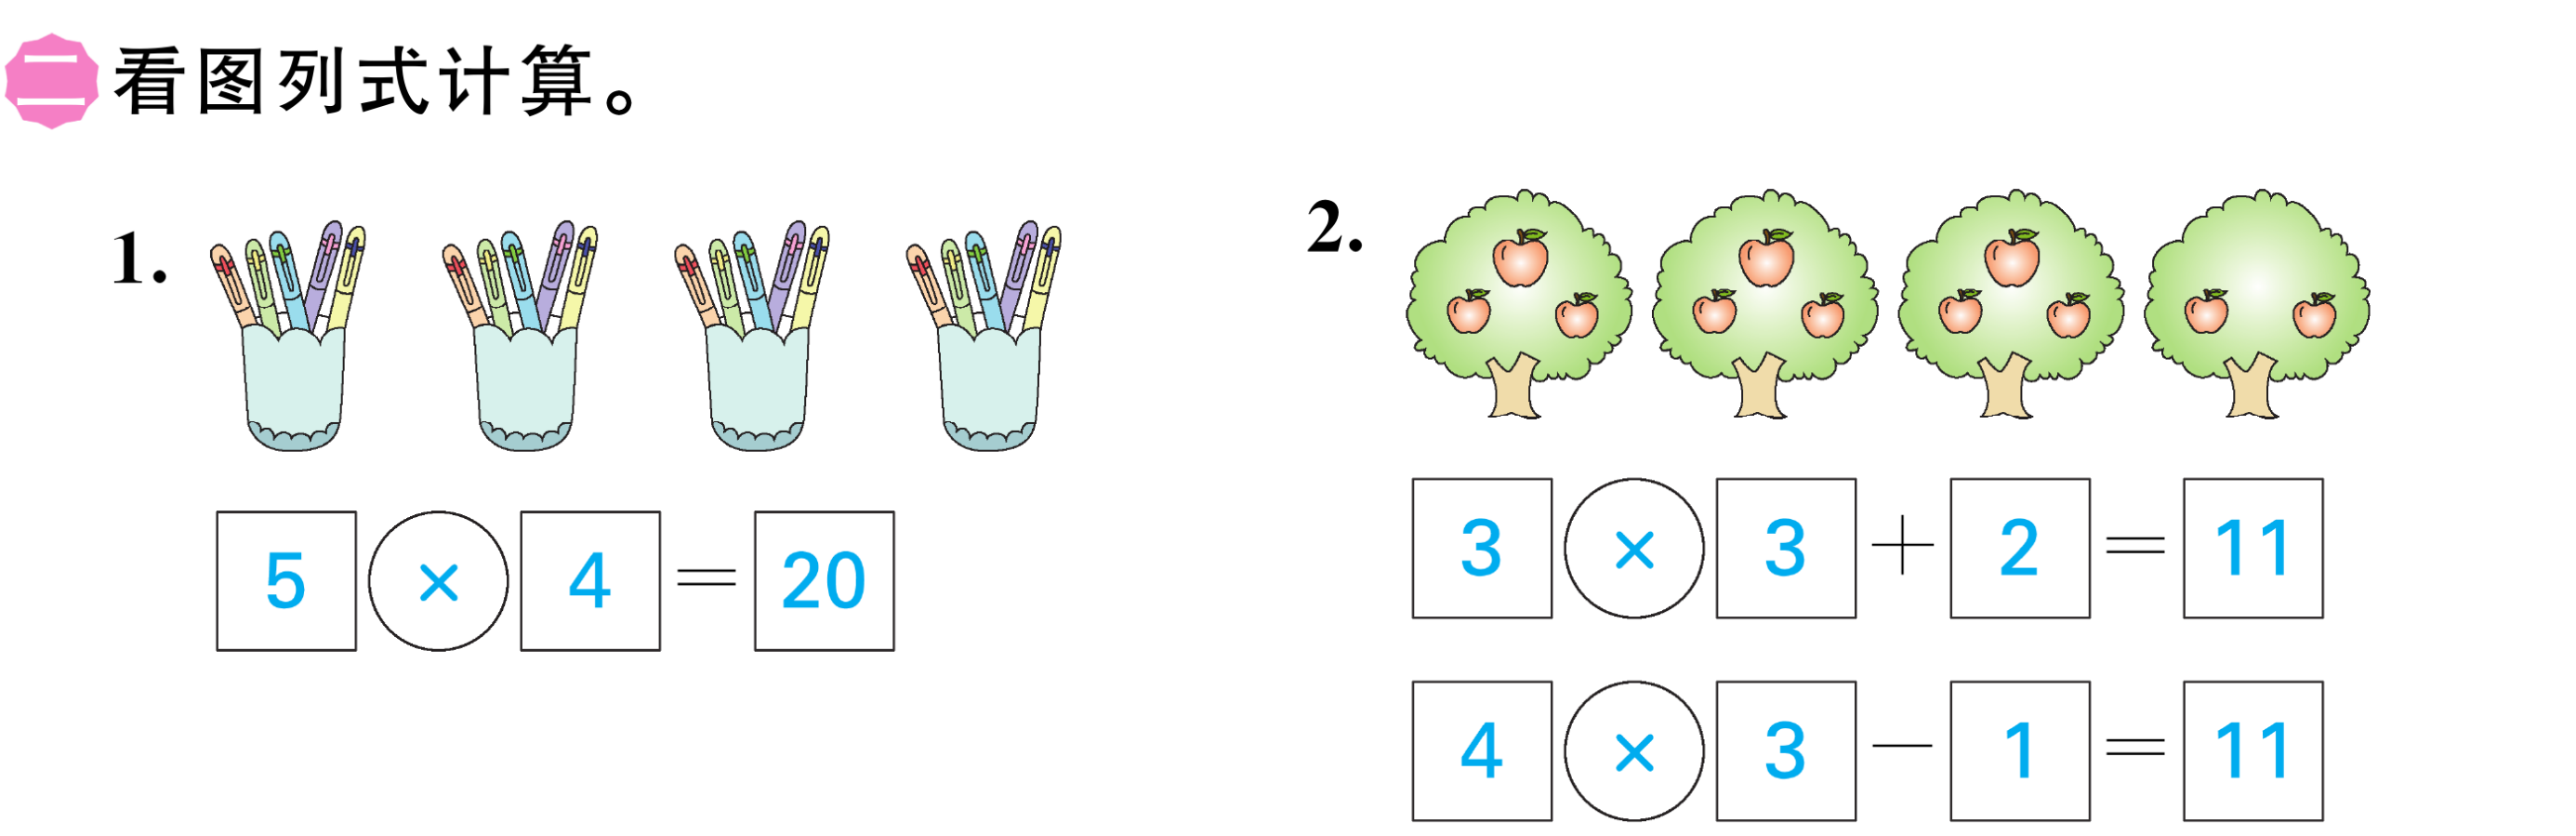 二 看图列式计算。
1.
5 × 4 = 20
2.
3 × 3 + 2 = 11
4 × 3 − 1 = 11